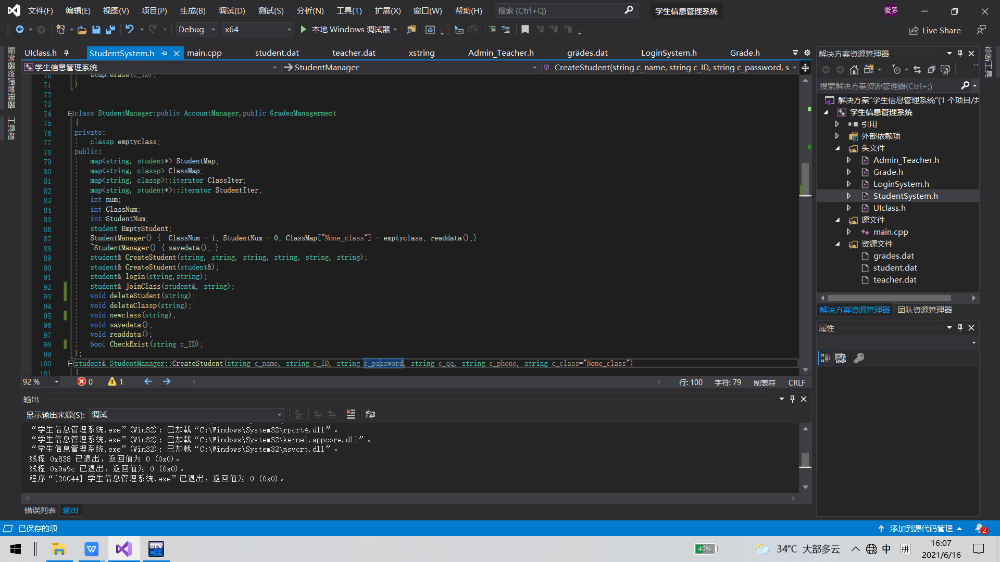 文件(F) 编辑(E) 视图(V) 项目(P) 生成(B) 调试(D) 测试(S) 分析(N) 工具(T) 扩展(X) 窗口(W) 帮助(H) 搜索 (Ctrl+Q) 学生信息管理系统 俊罗
Debug x64 本地 Windows 调试器 Live Share
服务器资源管理器
工具箱
UIclass.h StudentSystem.h main.cpp student.dat teacher.dat xstring Admin_Teacher.h grades.dat LoginSystem.h Grade.h
学生信息管理系统 StudentManager CreateStudent(string c_name, string c_ID, string c_password, s
70 stup.erase(c_ID);
71 }
72
73
74 class StudentManager:public AccountManager,public GradesManagerment
75 {
76 private:
77 classp emptyclass;
78 public:
79 map<string, student*> StudentMap;
80 map<string, classp> ClassMap;
81 map<string, classp>::iterator ClassIter;
82 map<string, student*>::iterator StudentIter;
83 int num;
84 int ClassNum;
85 int StudentNum;
86 student EmptyStudent;
87 StudentManager() { ClassNum = 1; StudentNum = 0; ClassMap["None_class"] = emptyclass; readdata();}
88 ~StudentManager() { savedata(); }
89 student& CreateStudent(string, string, string, string, string, string);
90 student& CreateStudent(student&);
91 student& login(string,string);
92 student& JoinClass(student&, string);
93 void deleteStudent(string);
94 void deleteClassp(string);
95 void newclass(string);
96 void savedata();
97 void readdata();
98 bool CheckExist(string c_ID);
99 };
100 student& StudentManager::CreateStudent(string c_name, string c_ID, string c_password, string c_qq, string c_phone, string c_class="None_class")
101 {
92 % 0 1 行: 100 字符: 79 制表符 CRLF
输出
显示输出来源(S): 调试
“学生信息管理系统.exe”(Win32): 已加载“C:\Windows\System32\rpcrt4.dll”。
“学生信息管理系统.exe”(Win32): 已加载“C:\Windows\System32\kernel.appcore.dll”。
“学生信息管理系统.exe”(Win32): 已加载“C:\Windows\System32\msvcrt.dll”。
线程 0x838 已退出，返回值为 0 (0x0)。
线程 0x9a9c 已退出，返回值为 0 (0x0)。
程序“[20044] 学生信息管理系统.exe”已退出，返回值为 0 (0x0)。
错误列表 输出
解决方案资源管理器
搜索解决方案资源管理器(Ctrl+;)
解决方案“学生信息管理系统”(1 个项目/共
学生信息管理系统
引用
外部依赖项
头文件
Admin_Teacher.h
Grade.h
LoginSystem.h
StudentSystem.h
UIclass.h
源文件
main.cpp
资源文件
grades.dat
student.dat
teacher.dat
解决方案资源管理器 团队资源管理器
属性
诊断工具
已保存的项 添加到源代码管理 2
DEV C++ 40% 34°C 大部多云 中 拼 16:07
2021/6/16